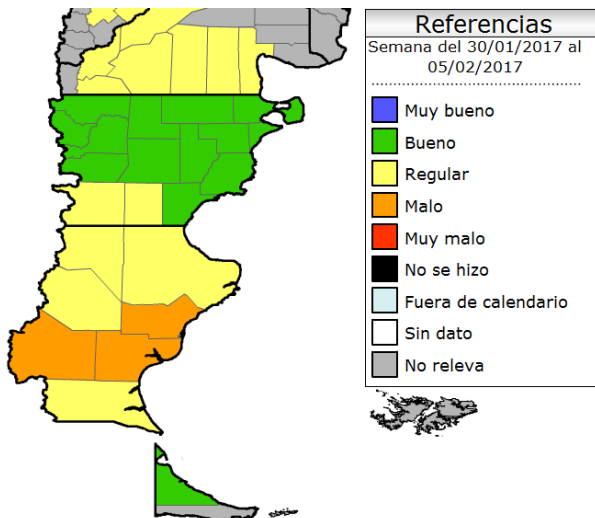 Referencias
Semana del 30/01/2017 al
05/02/2017
Muy bueno
Bueno
Regular
Malo
Muy malo
No se hizo
Fuera de calendario
Sin dato
No releva